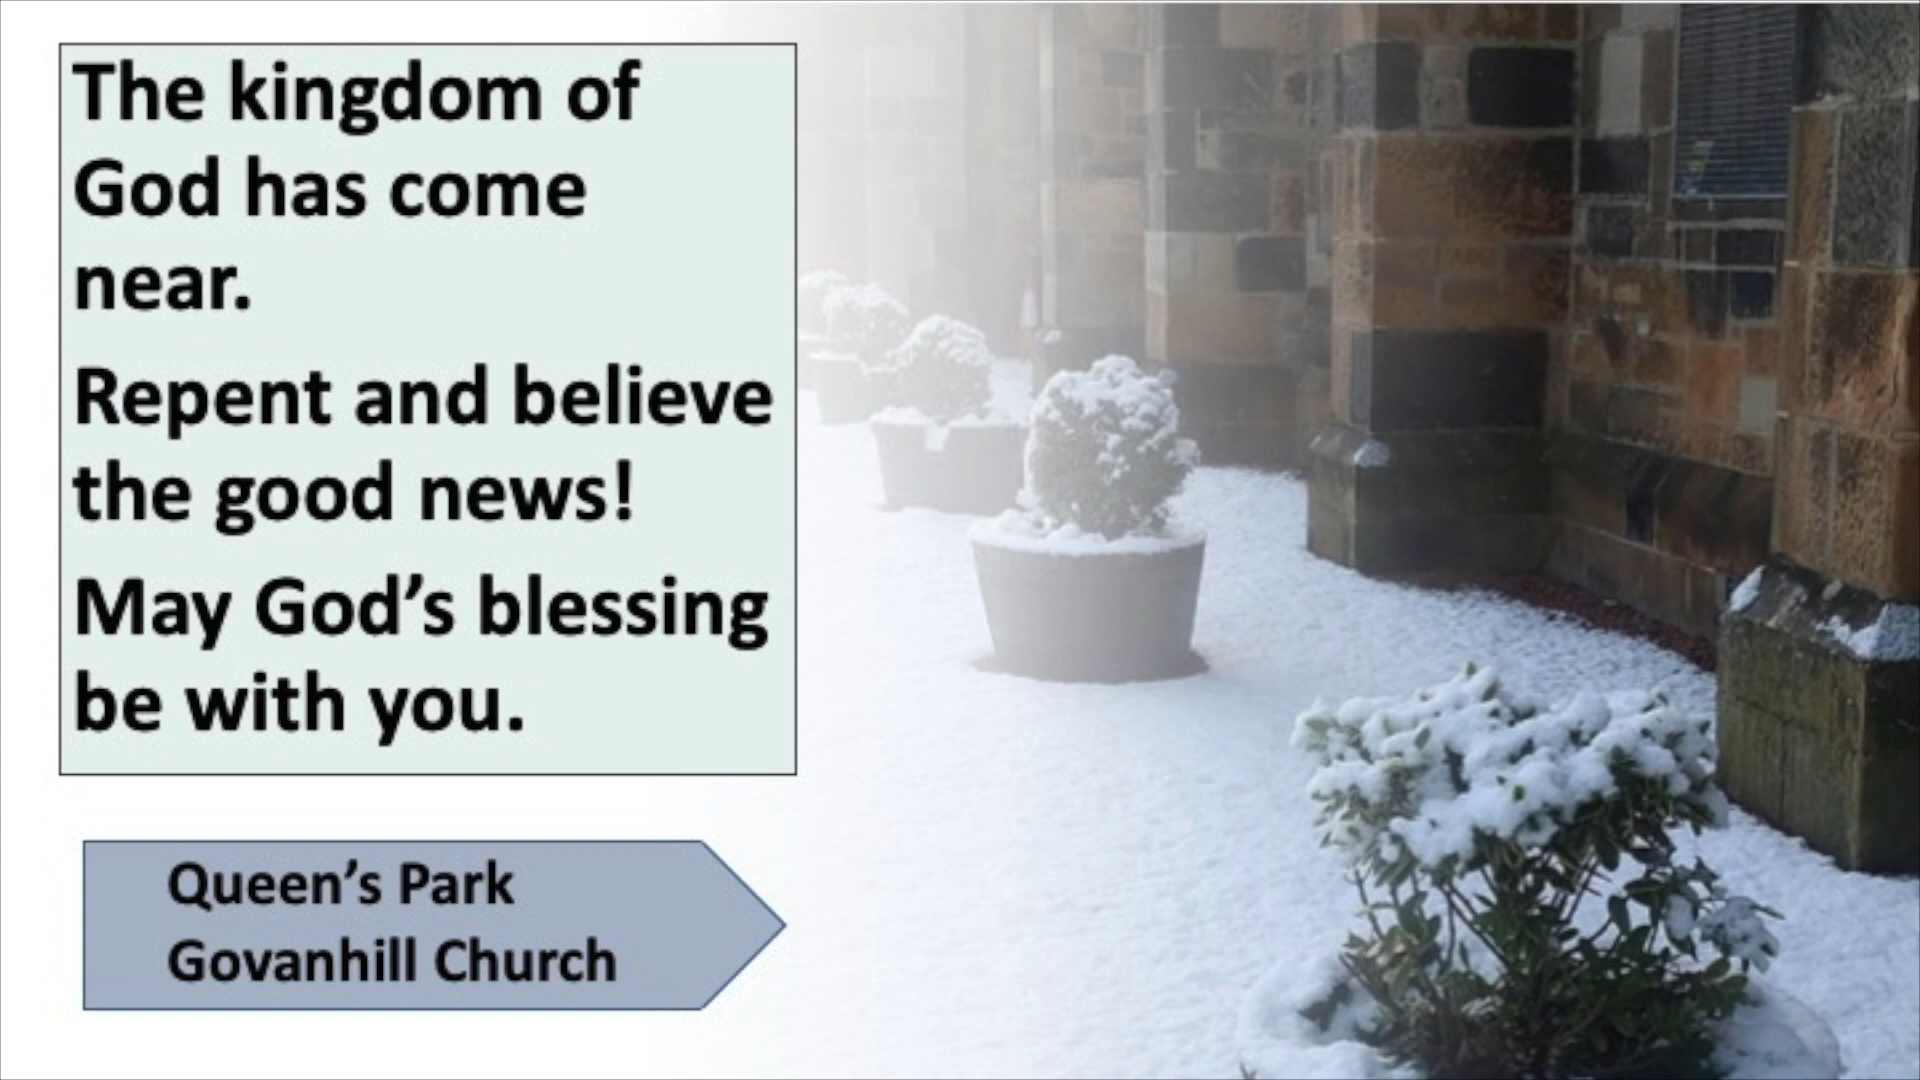 The kingdom of
God has come
near.
Repent and believe
the good news!
May God’s blessing
be with you.
Queen’s Park
Govanhill Church